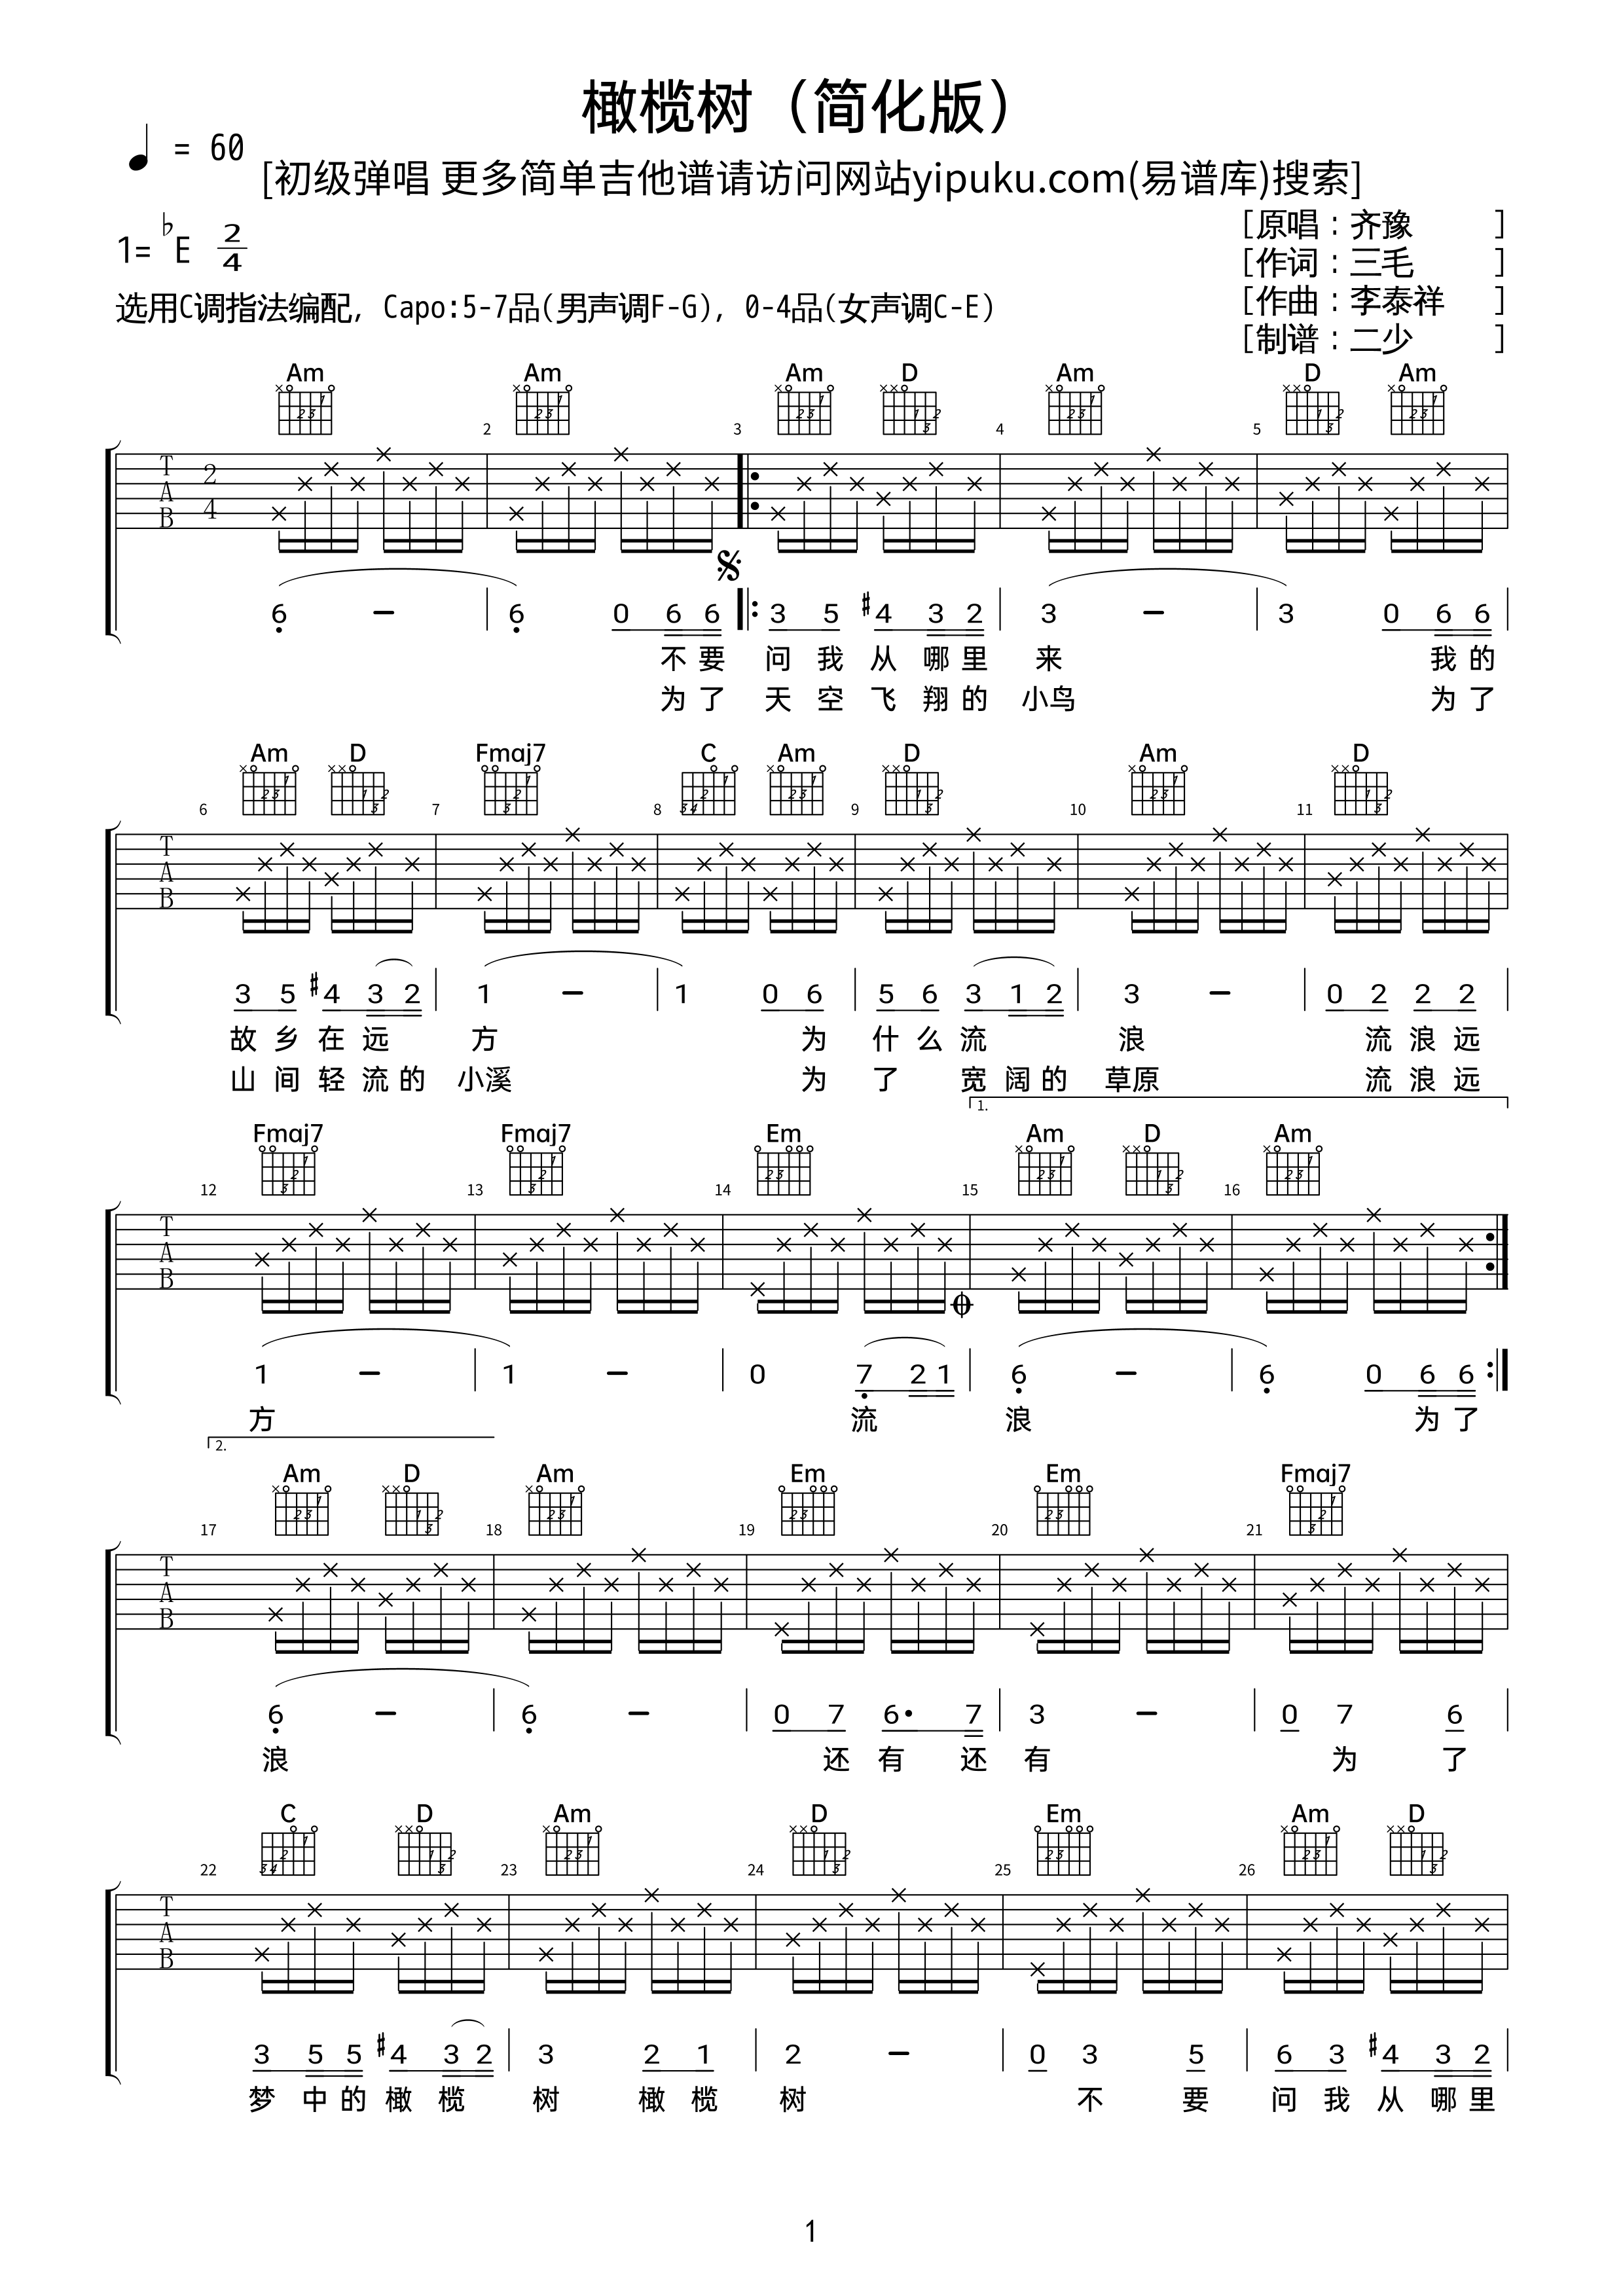 橄榄树（简化版）
♩ = 60
[初级弹唱 更多简单吉他谱请访问网站yipuku.com(易谱库)搜索]
1= ♭E 2/4
[原唱：齐豫 ]
[作词：三毛 ]
[作曲：李泰祥 ]
[制谱：二少 ]
选用C调指法编配, Capo:5-7品(男声调F-G), 0-4品(女声调C-E)
Am Am Am D Am D Am
2 3 4 5
TAB 2/4
6 - 6 0 6 6 3 5 #4 3 2 3 - 3 0 6 6
不 要 问 我 从 哪 里 来 我 的
为 了 天 空 飞 翔 的 小鸟 为 了
Am D Fmaj7 C Am D Am D
6 7 8 9 10 11
TAB
3 5 #4 3 2 1 - 1 0 6 5 6 3 1 2 3 - 0 2 2 2
故 乡 在 远 方 为 什 么 流 浪 流 浪 远
山 间 轻 流 的 小溪 为 了 宽 阔 的 草原 流 浪 远
1.
Fmaj7 Fmaj7 Em Am D Am
12 13 14 15 16
TAB
1 - 1 - 0 7 2 1 6 - 6 0 6 6
方 流 浪 为 了
2.
Am D Am Em Em Fmaj7
17 18 19 20 21
TAB
6 - 6 - 0 7 6· 7 3 - 0 7 6
浪 还 有 还 有 为 了
C D Am D Em Am D
22 23 24 25 26
TAB
3 5 5 #4 3 2 3 2 1 2 - 0 3 5 6 3 #4 3 2
梦 中 的 橄 榄 树 橄 榄 树 不 要 问 我 从 哪 里
1